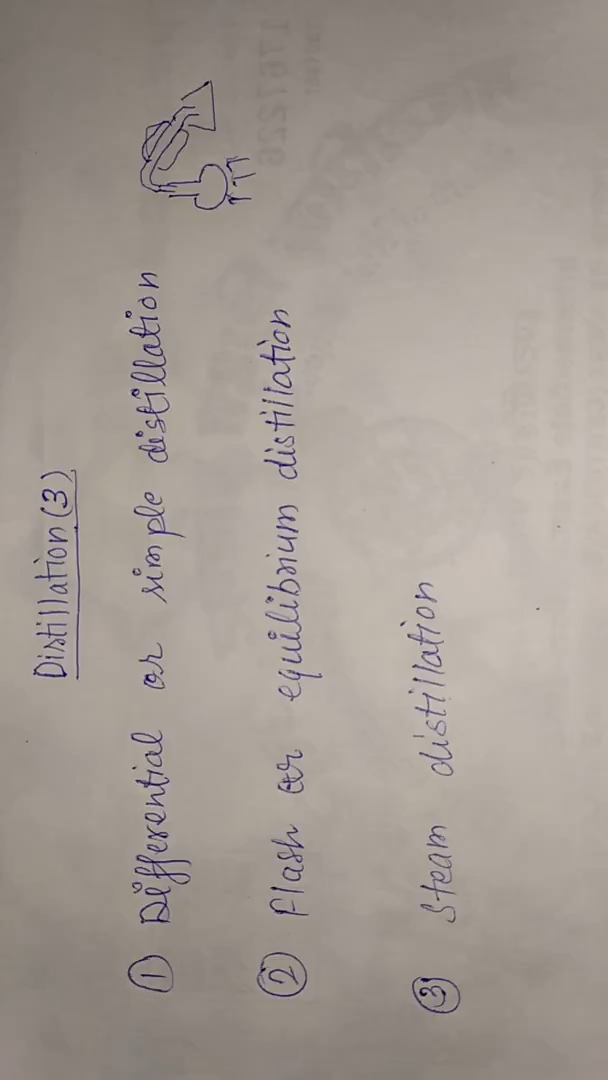 Distillation (3)
① Differential or simple distillation
② Flash or equilibrium distillation
③ Steam distillation